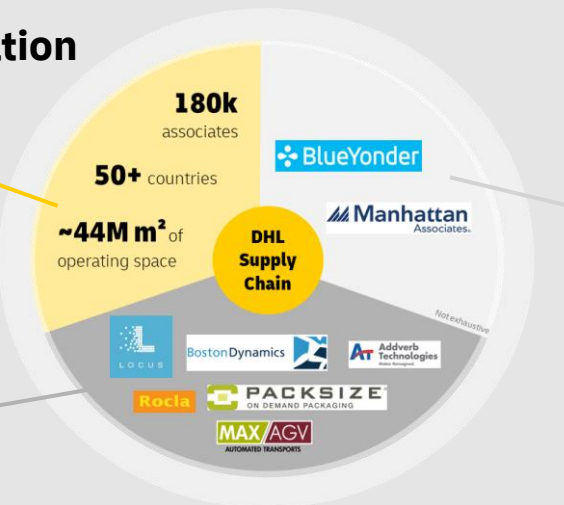 ation
180k
associates
50+ countries
~44M m² of
operating space
BlueYonder
Manhattan
Associates.
DHL
Supply
Chain
Not exhaustive
LOCUS
BostonDynamics
Addverb
Technologies
Rocla
PACKSIZE
ON DEMAND PACKAGING
MAX/AGV
AUTOMATED TRANSPORTS